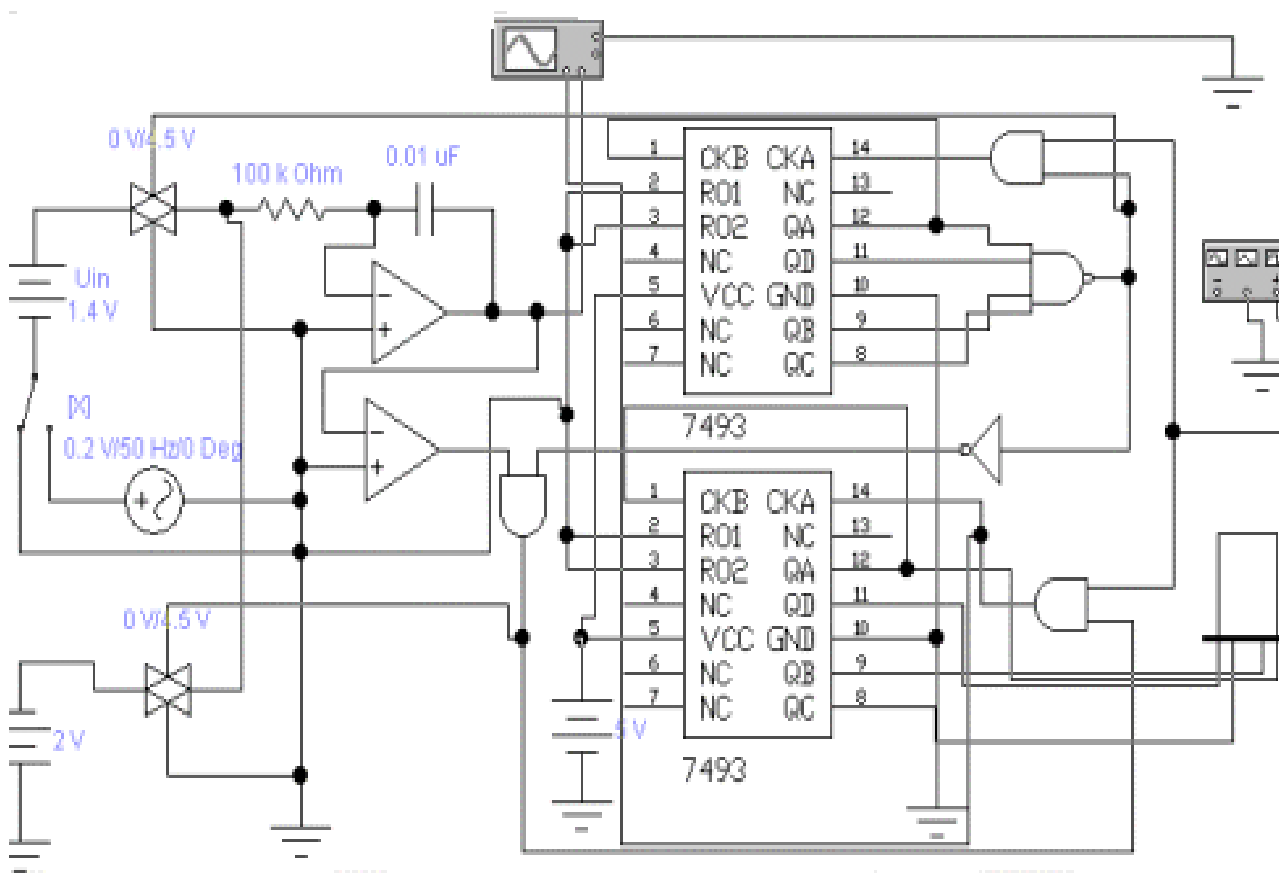 0 V/4.5 V
100 k Ohm
0.01 uF
Uin
1.4 V
[X]
0.2 V/50 Hz/0 Deg
0 V/4.5 V
2 V
5 V
1 CKB CKA 14
2 RO1 NC 13
3 RO2 QA 12
4 NC QD 11
5 VCC GND 10
6 NC QB 9
7 NC QC 8
7493
1 CKB CKA 14
2 RO1 NC 13
3 RO2 QA 12
4 NC QD 11
5 VCC GND 10
6 NC QB 9
7 NC QC 8
7493